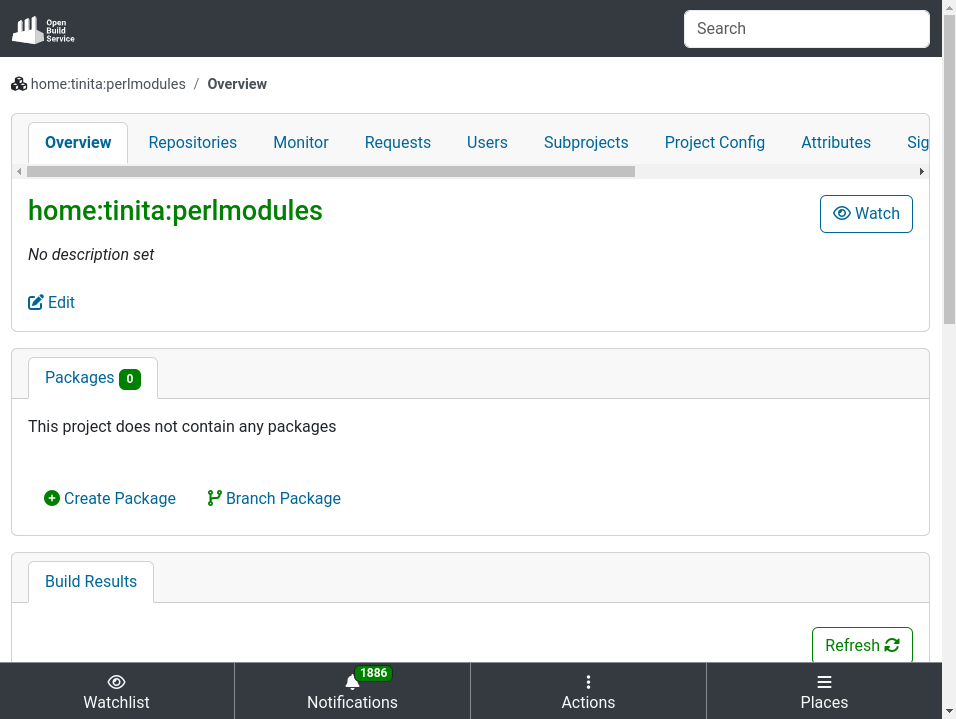 Open
Build
Service
Search
home:tinita:perlmodules / Overview
Overview Repositories Monitor Requests Users Subprojects Project Config Attributes Sig
home:tinita:perlmodules
Watch
No description set
Edit
Packages 0
This project does not contain any packages
Create Package Branch Package
Build Results
Refresh
1886
Watchlist Notifications Actions Places